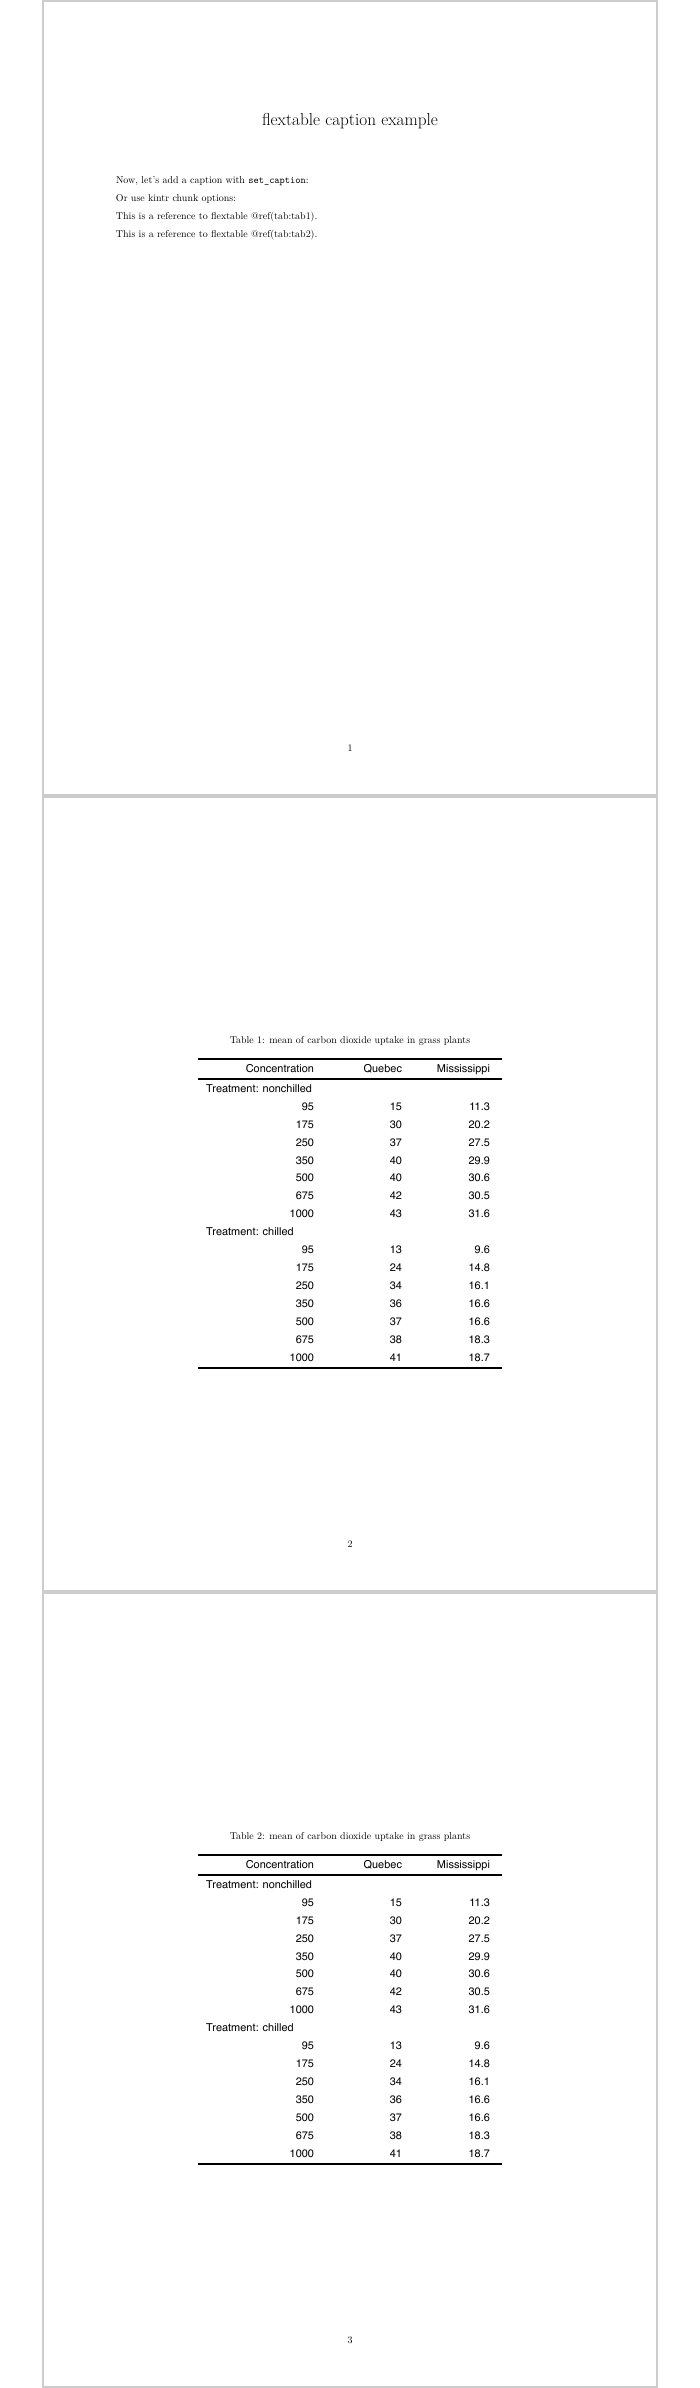 flextable caption example
Now, let's add a caption with set_caption:
Or use kintr chunk options:
This is a reference to flextable @ref(tab:tab1).
This is a reference to flextable @ref(tab:tab2).
1
Table 1: mean of carbon dioxide uptake in grass plants
Concentration Quebec Mississippi
Treatment: nonchilled
95 15 11.3
175 30 20.2
250 37 27.5
350 40 29.9
500 40 30.6
675 42 30.5
1000 43 31.6
Treatment: chilled
95 13 9.6
175 24 14.8
250 34 16.1
350 36 16.6
500 37 16.6
675 38 18.3
1000 41 18.7
2
Table 2: mean of carbon dioxide uptake in grass plants
Concentration Quebec Mississippi
Treatment: nonchilled
95 15 11.3
175 30 20.2
250 37 27.5
350 40 29.9
500 40 30.6
675 42 30.5
1000 43 31.6
Treatment: chilled
95 13 9.6
175 24 14.8
250 34 16.1
350 36 16.6
500 37 16.6
675 38 18.3
1000 41 18.7
3